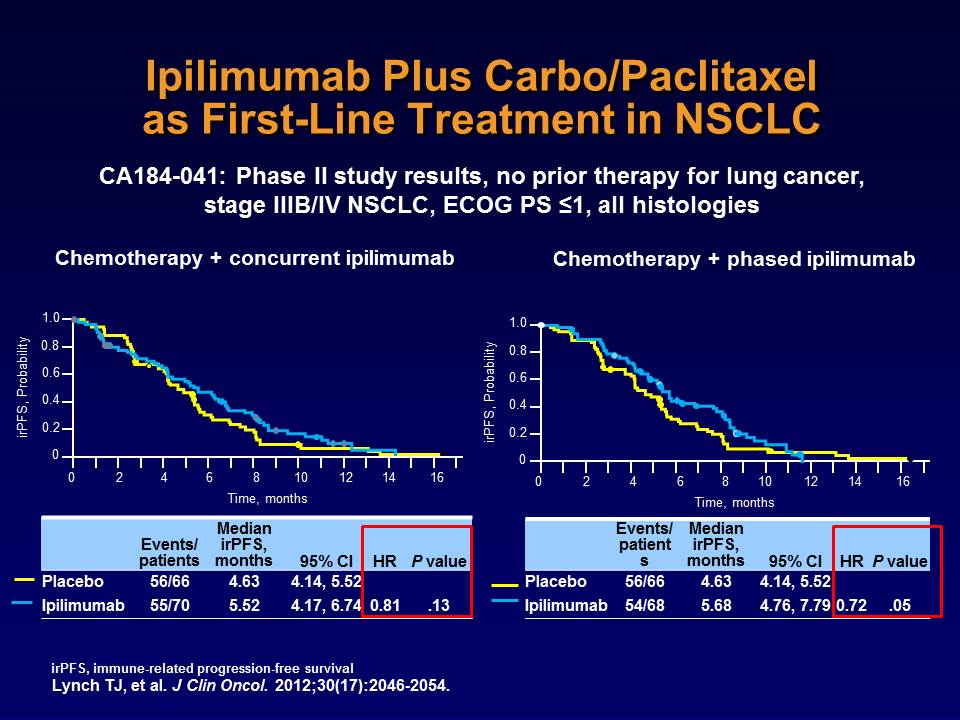 Ipilimumab Plus Carbo/Paclitaxel
as First-Line Treatment in NSCLC
CA184-041: Phase II study results, no prior therapy for lung cancer,
stage IIIB/IV NSCLC, ECOG PS ≤1, all histologies
Chemotherapy + concurrent ipilimumab
irPFS, Probability
1.0
0.8
0.6
0.4
0.2
0
0 2 4 6 8 10 12 14 16
Time, months
Events/
patients
Median
irPFS,
months
95% CI
HR
P value
Placebo 56/66 4.63 4.14, 5.52
Ipilimumab 55/70 5.52 4.17, 6.74 0.81 .13
Chemotherapy + phased ipilimumab
irPFS, Probability
1.0
0.8
0.6
0.4
0.2
0
0 2 4 6 8 10 12 14 16
Time, months
Events/
patient
s
Median
irPFS,
months
95% CI
HR
P value
Placebo 56/66 4.63 4.14, 5.52
Ipilimumab 54/68 5.68 4.76, 7.79 0.72 .05
irPFS, immune-related progression-free survival
Lynch TJ, et al. J Clin Oncol. 2012;30(17):2046-2054.